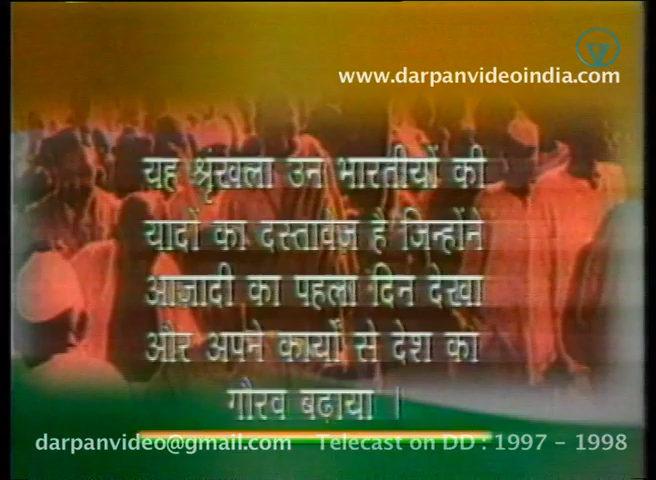 www.darpanvideoindia.com
यह श्रृंखला उन भारतीयों की
यादों का दस्तावेज़ है जिन्होंने
आज़ादी का पहला दिन देखा
और अपने कार्यों से देश का
गौरव बढ़ाया ।
darpanvideo@gmail.com Telecast on DD : 1997 - 1998